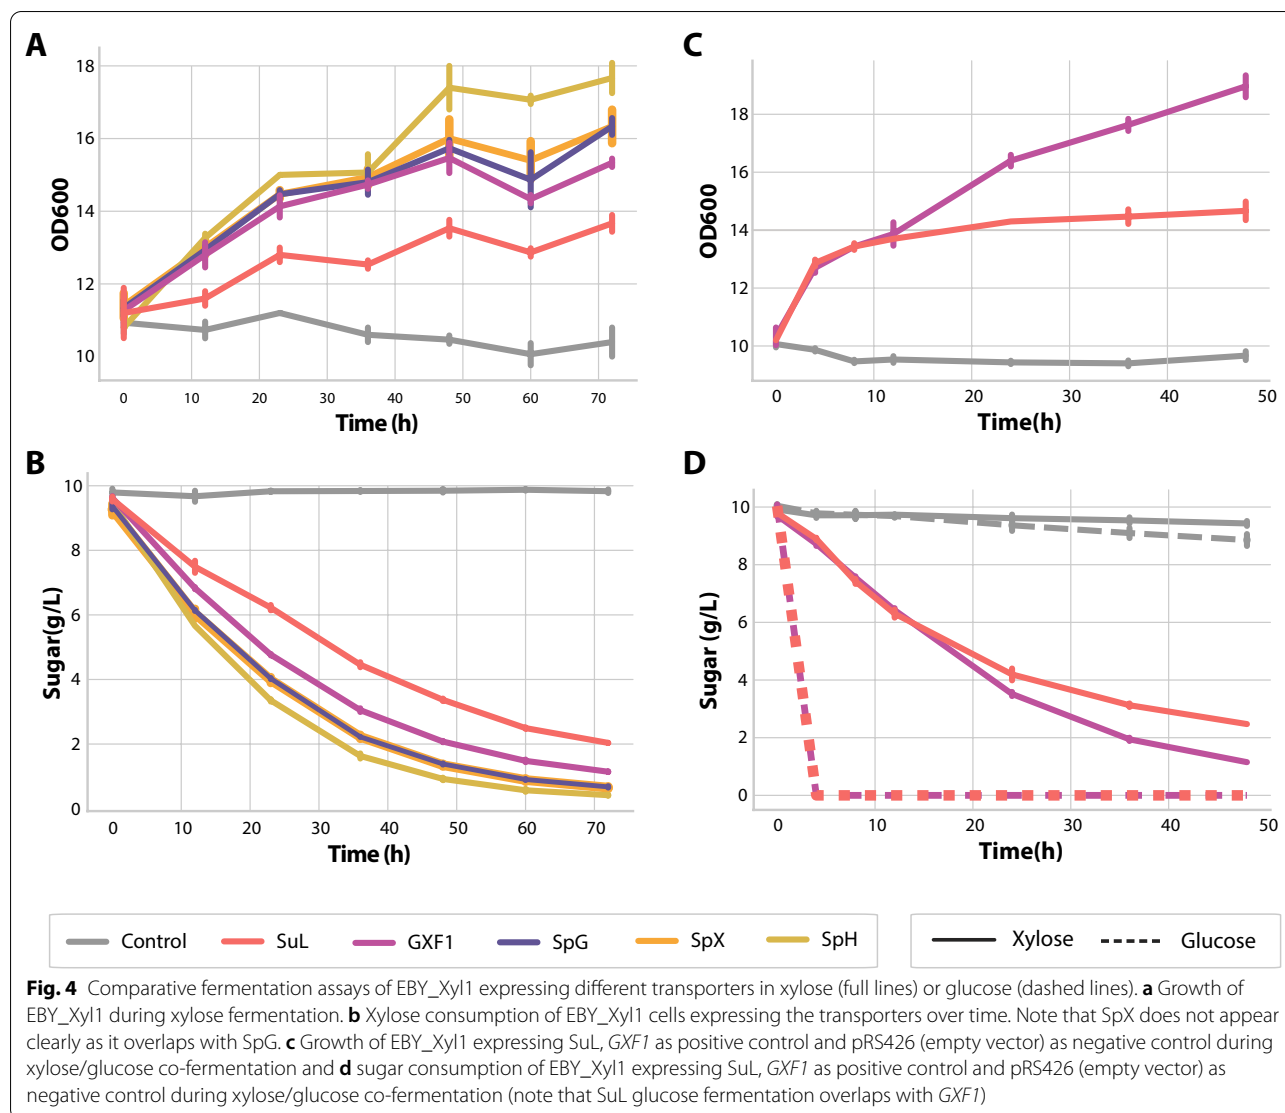 A
18
16
14
12
10
OD600
0
10
20
30
40
50
60
70
Time (h)
C
18
16
14
12
10
OD600
0
10
20
30
40
50
Time(h)
B
10
8
6
4
2
0
Sugar(g/L)
0
10
20
30
40
50
60
70
Time (h)
D
10
8
6
4
2
0
Sugar (g/L)
0
10
20
30
40
50
Time(h)
Control SuL GXF1 SpG SpX SpH
Xylose Glucose
Fig. 4 Comparative fermentation assays of EBY_Xyl1 expressing different transporters in xylose (full lines) or glucose (dashed lines). a Growth of
EBY_Xyl1 during xylose fermentation. b Xylose consumption of EBY_Xyl1 cells expressing the transporters over time. Note that SpX does not appear
clearly as it overlaps with SpG. c Growth of EBY_Xyl1 expressing SuL, GXF1 as positive control and pRS426 (empty vector) as negative control during
xylose/glucose co-fermentation and d sugar consumption of EBY_Xyl1 expressing SuL, GXF1 as positive control and pRS426 (empty vector) as
negative control during xylose/glucose co-fermentation (note that SuL glucose fermentation overlaps with GXF1)